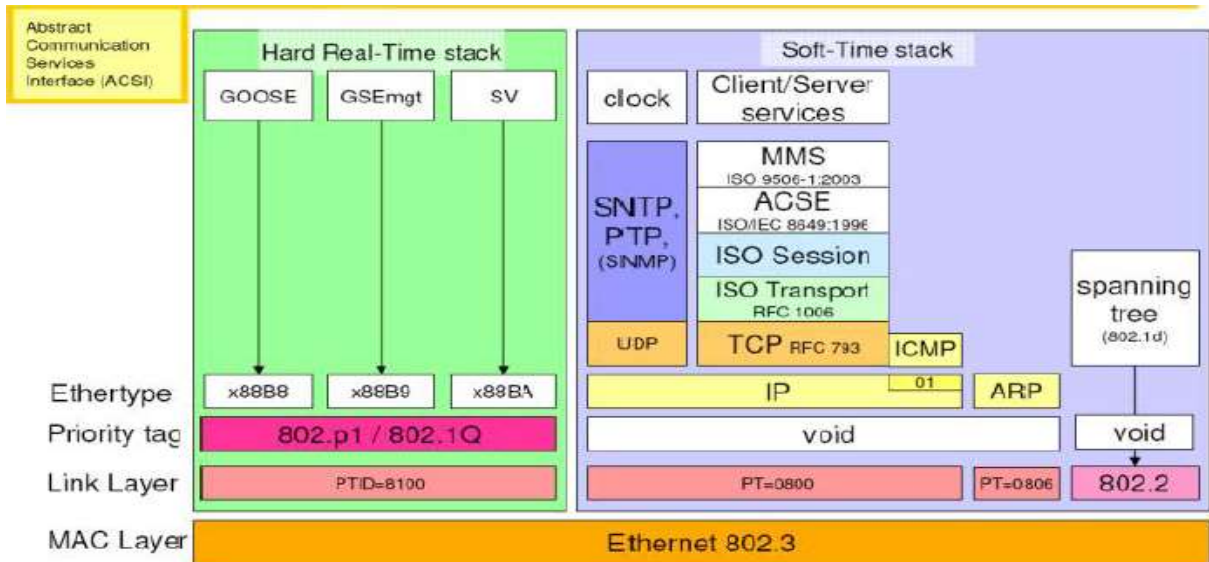 Abstract
Communication
Services
Interface (ACSI)
Hard Real-Time stack
Soft-Time stack
GOOSE
GSEmgt
SV
clock
Client/Server
services
SNTP,
PTP,
(SINMP)
MMS
ISO 9506-1:2003
ACSE
ISO/IEC 8649:1996
ISO Session
ISO Transport
RFC 1006
spanning
tree
(802.1d)
UDP
TCP RFC 793
ICMP
Ethertype
x88B8
x88B9
x88BA
IP
01
ARP
Priority tag
802.p1 / 802.1Q
void
void
Link Layer
PTID=8100
PT=0800
PT=0806
802.2
MAC Layer
Ethernet 802.3